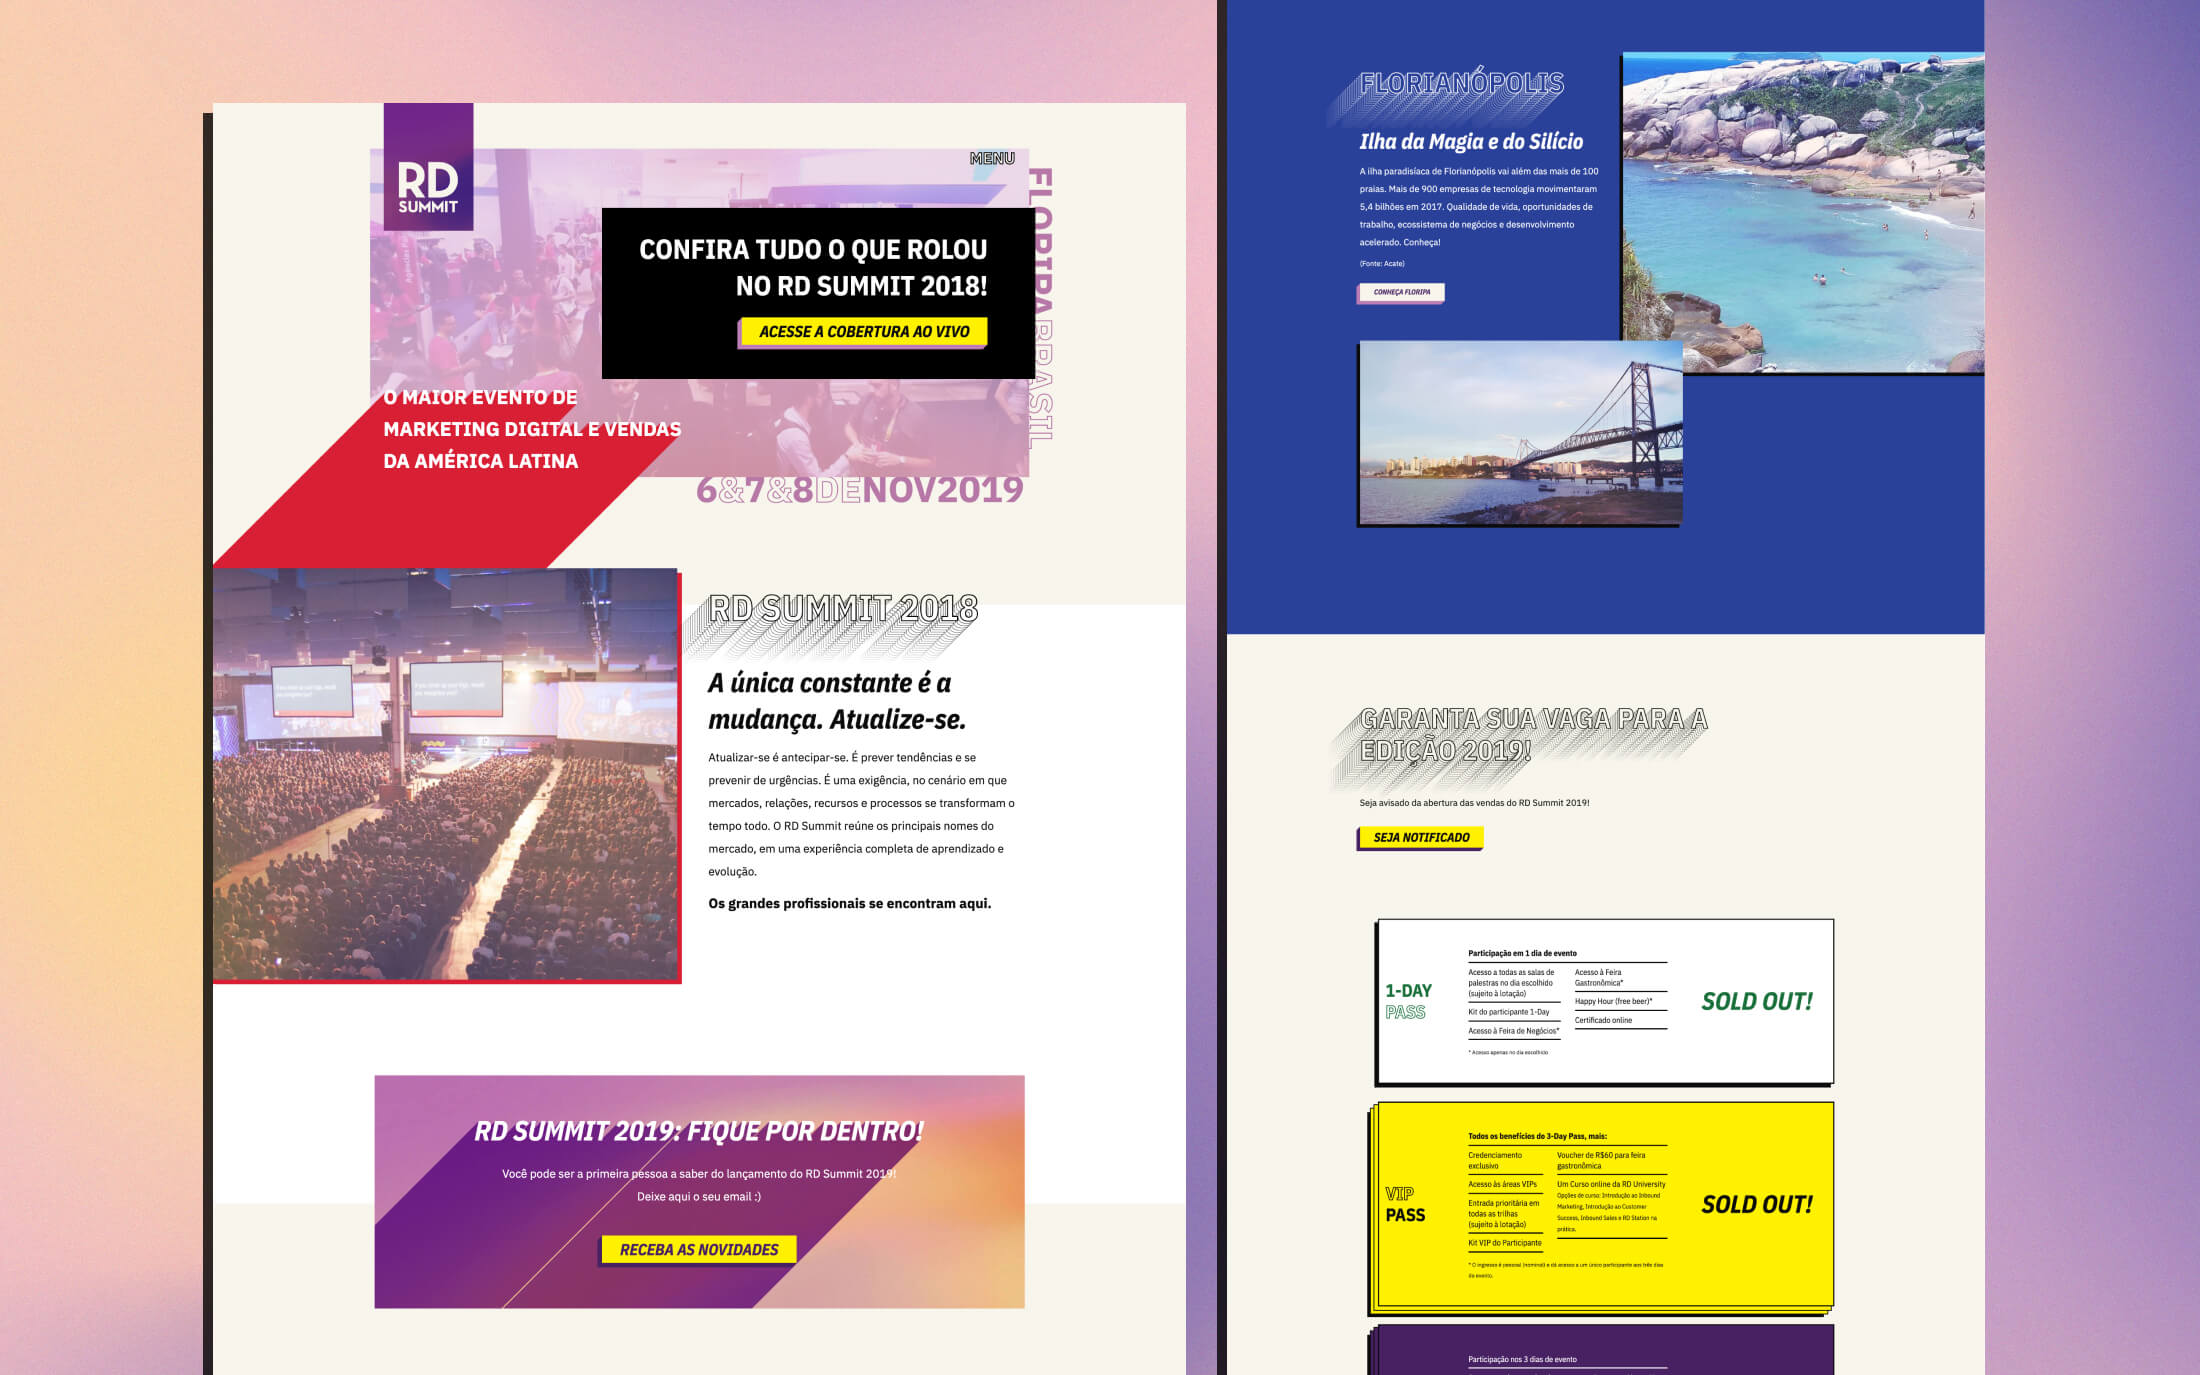 RD
SUMMIT
MENU
FLORIPA BRASIL
CONFIRA TUDO O QUE ROLOU
NO RD SUMMIT 2018!
ACESSE A COBERTURA AO VIVO
O MAIOR EVENTO DE
MARKETING DIGITAL E VENDAS
DA AMÉRICA LATINA
6&7&8DENOV2019
RD SUMMIT 2018
A única constante é a
mudança. Atualize-se.
Atualizar-se é antecipar-se. É prever tendências e se
prevenir de urgências. É uma exigência, no cenário em que
mercados, relações, recursos e processos se transformam o
tempo todo. O RD Summit reúne os principais nomes do
mercado, em uma experiência completa de aprendizado e
evolução.
Os grandes profissionais se encontram aqui.
RD SUMMIT 2019: FIQUE POR DENTRO!
Você pode ser a primeira pessoa a saber do lançamento do RD Summit 2019!
Deixe aqui o seu email :)
RECEBA AS NOVIDADES
FLORIANÓPOLIS
Ilha da Magia e do Silício
A ilha paradisíaca de Florianópolis vai além das mais de 100
praias. Mais de 900 empresas de tecnologia movimentaram
5,4 bilhões em 2017. Qualidade de vida, oportunidades de
trabalho, ecossistema de negócios e desenvolvimento
acelerado. Conheça!
(Fonte: Acate)
CONHEÇA FLORIPA
GARANTA SUA VAGA PARA A
EDIÇÃO 2019!
Seja avisado da abertura das vendas do RD Summit 2019!
SEJA NOTIFICADO
1-DAY
PASS
Participação em 1 dia de evento
Acesso a todas as salas de
palestras no dia escolhido
(sujeito à lotação)
Kit do participante 1-Day
Acesso à Feira de Negócios*
Acesso à Feira
Gastronômica*
Happy Hour (free beer)*
Certificado online
* Acesso apenas no dia escolhido
SOLD OUT!
VIP
PASS
Todos os benefícios do 3-Day Pass, mais:
Credenciamento
exclusivo
Acesso às áreas VIPs
Entrada prioritária em
todas as trilhas
(sujeito à lotação)
Kit VIP do Participante
Voucher de R$60 para feira
gastronômica
Um Curso online da RD University
Opções de curso: Introdução ao Inbound
Marketing, Introdução ao Customer
Success, Inbound Sales e RD Station na
prática.
* O ingresso é pessoal (nominal) e dá acesso a um único participante aos três dias
do evento.
SOLD OUT!
Participação nos 3 dias de evento